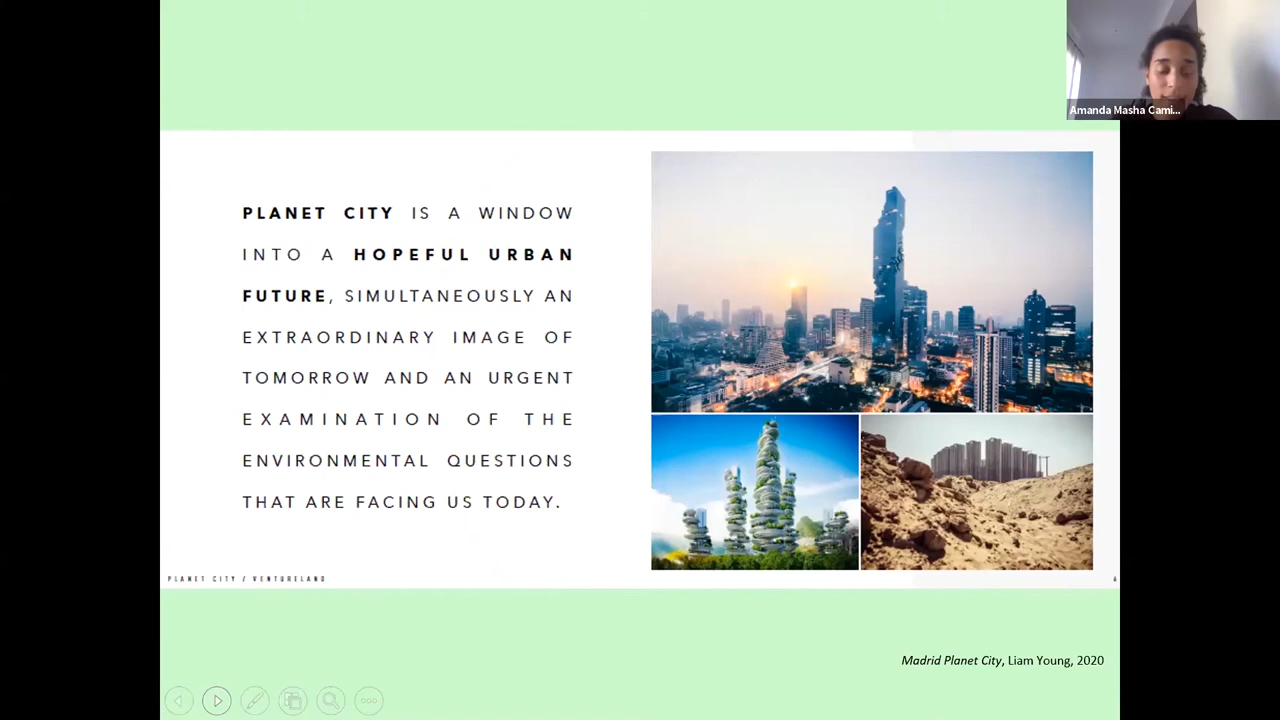 Amanda Masha Cami...
PLANET CITY IS A WINDOW
INTO A HOPEFUL URBAN
FUTURE, SIMULTANEOUSLY AN
EXTRAORDINARY IMAGE OF
TOMORROW AND AN URGENT
EXAMINATION OF THE
ENVIRONMENTAL QUESTIONS
THAT ARE FACING US TODAY.
PLANET CITY / VENTURELAND
Madrid Planet City, Liam Young, 2020